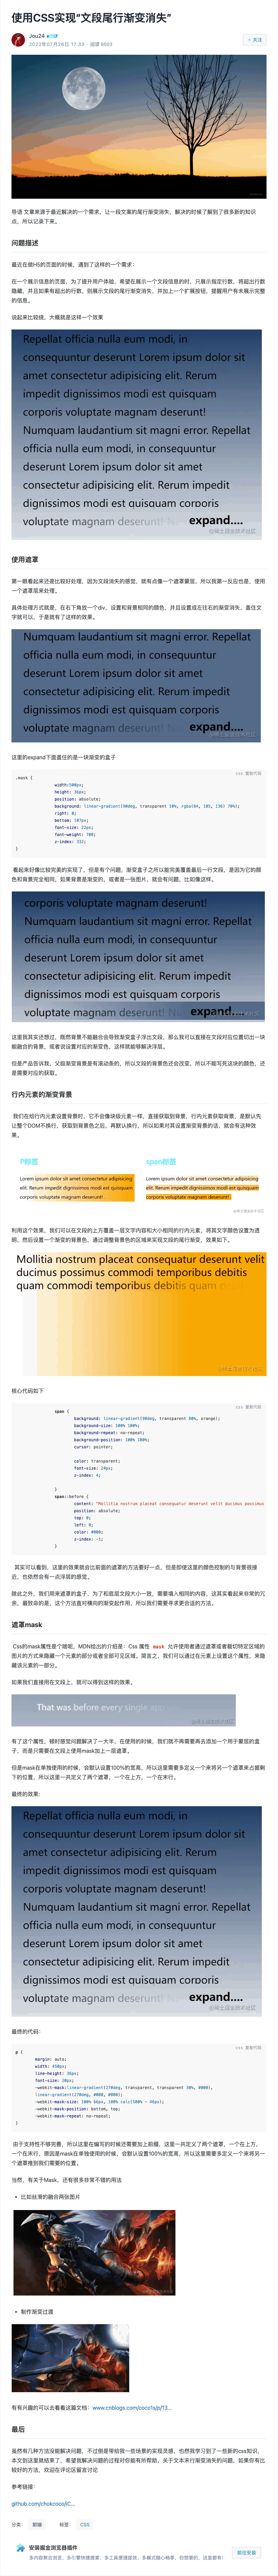 使用CSS实现“文段尾行渐变消失”
Jou24
2022年07月26日 17:33 · 阅读 6503
+ 关注
导语 文章来源于最近解决的一个需求，让一段文案的尾行渐变消失，解决的时候了解到了很多新的知识
点，所以记录下来。
问题描述
最近在做H5的页面的时候，遇到了这样的一个需求：
在一个展示信息的页面，为了提升用户体验，希望在展示一个文段信息的时，只展示指定行数，将超出行数
隐藏，并且如果有超出的行数，则展示文段的尾行渐变消失，并加上一个扩展按钮，提醒用户有未展示完整
的信息。
说起来比较绕，大概就是这样一个效果
Repellat officia nulla eum modi, in
consequuntur deserunt Lorem ipsum dolor sit
amet consectetur adipisicing elit. Rerum
impedit dignissimos modi est quisquam
corporis voluptate magnam deserunt!
Numquam laudantium modi est quisquam
officia nulla eum modi, in consequuntur
deserunt Lorem ipsum dolor sit amet
consectetur adipisicing elit. Rerum impedit
dignissimos modi est quisquam corporis
voluptate magnam deserunt! expand....
@稀土掘金技术社区
使用遮罩
第一眼看起来还是比较好处理，因为文段消失的感觉，就有点像一个遮罩蒙层，所以我第一反应也是，使用
一个遮罩层来处理。
具体处理方式就是，在右下角放一个div，设置和背景相同的颜色，并且设置成左往右的渐变消失，盖住文
字就可以，于是就有了这样的效果。
Numquam laudantium modi est quisquam
officia nulla eum modi, in consequuntur
deserunt Lorem ipsum dolor sit amet
consectetur adipisicing elit. Rerum impedit
dignissimos modi est quisquam corporis
voluptate magnam deserunt! expand....
这里的expand下面盖住的是一块渐变的盒子
css 复制代码
.mask {
width:500px;
height: 36px;
position: absolute;
background: linear-gradient(90deg, transparent 10%, rgba(84, 105, 136) 70%);
right: 0;
bottom: 107px;
font-size: 22px;
font-weight: 700;
z-index: 332;
}
看起来好像比较完美的实现了，但是有个问题，渐变盒子之所以能完美覆盖最后一行文段，是因为它的颜
色和背景完全相同，如果背景是渐变的，或者是一张图片，就会有问题，比如像这样。
corporis voluptate magnam deserunt!
Numquam laudantium modi est quisquam
officia nulla eum modi, in consequuntur
deserunt Lorem ipsum dolor sit amet
consectetur adipisicing elit. Rerum impedit
dignissimos modi est quisquam corporis
voluptate magnam deserunt! expand....
这里我其实还想过，既然背景不能融合会导致渐变盒子浮出文段，那么我可以直接在文段对后位置切出一块
能融合的背景，或者说设置对应的渐变色，这样就能够解决浮层。
但是产品告诉我，父级渐变背景是有滚动条的，所以文段的背景色还会改变，所以不能写死这块的颜色，还
是需要对应的获取。
行内元素的渐变背景
我们在给行内元素设置背景时，它不会像块级元素一样，直接获取到背景，行内元素获取背景，是默认先
让整个DOM不换行，获取到背景色之后，再默认换行，所以如果对其设置渐变背景的话，就会有这种效
果。
P标签
span标签
Lorem ipsum dolor sit amet consectetur adipisicing
elit. Rerum impedit dignissimos modi est quisquam
corporis voluptate magnam deserunt!
Lorem ipsum dolor sit amet consectetur adipisicing
elit. Rerum impedit dignissimos modi est quisquam
corporis voluptate magnam deserunt!
@稀土掘金技术社区
利用这个效果，我们可以在文段的上方覆盖一层文字内容和大小相同的行内元素，将其文字颜色设置为透
明，然后设置一个渐变的背景色，通过调整背景色的区域来实现文段的尾行渐变，效果如下。
Mollitia nostrum placeat consequatur deserunt velit
ducimus possimus commodi temporibus debitis
quam commodi temporibus debitis
核心代码如下
css 复制代码
span {
background: linear-gradient(90deg, transparent 80%, orange);
background-size: 100% 100%;
background-repeat: no-repeat;
background-position: 100% 100%;
cursor: pointer;
color: transparent;
font-size: 24px;
z-index: 4;
}
span::before {
content: "Mollitia nostrum placeat consequatur deserunt velit ducimus possimus
position: absolute;
top: 0;
left: 0;
color: #000;
z-index: -1;
}
其实可以看到，这里的效果就会比前面的遮罩的方法要好一点，但是即使这里的颜色控制的与背景很接
近，也依然会有一点浮层的感觉。
除此之外，我们用来遮罩的盒子，为了和底层文段大小一致，需要填入相同的内容，这其实看起来非常的冗
余，最致命的是，这个方法直对横向的渐变起作用，所以我们需要寻求更合适的方法。
遮罩mask
Css的mask属性是个雄呢，MDN给出的介绍是：Css 属性 mask 允许使用者通过遮罩或者裁切特定区域的
图片的方式来隐藏一个元素的部分或者全部可见区域。简言之，我们可以通过在元素上设置这个属性，来隐
藏该元素的一部分。
如果我们直接用在文段上，就可以得到这样的效果。
That was before every single
有了这个属性，顿时感觉问题解决了一大半，在使用的时候，我们就不再需要再去添加一个用于蒙层的盒
子，而是只需要在文段上使用mask加上一层遮罩。
但是mask在单独使用的时候，会默认设置100%的宽高，所以这里需要多定义一个来将另一个遮罩来占据剩
下的位置，所以这里一共定义了两个遮罩，一个在上方，一个在末行。
最终的效果:
Repellat officia nulla eum modi, in
consequuntur deserunt Lorem ipsum dolor sit
amet consectetur adipisicing elit. Rerum
impedit dignissimos modi est quisquam
corporis voluptate magnam deserunt!
Numquam laudantium modi est quisquam
officia nulla eum modi, in consequuntur
deserunt Lorem ipsum dolor sit amet
consectetur adipisicing elit. Rerum impedit
dignissimos modi est quisquam corporis
voluptate magnam deserunt! expand....
@稀土掘金技术社区
最终的代码：
css 复制代码
p {
margin: auto;
width: 450px;
line-height: 36px;
font-size: 18px;
-webkit-mask:linear-gradient(270deg, transparent, transparent 30%, #000),
linear-gradient(270deg, #000, #000);
-webkit-mask-size: 100% 46px, 100% calc(100% - 46px);
-webkit-mask-position: bottom, top;
-webkit-mask-repeat: no-repeat;
}
由于支持性不够完善，所以这里在编写的时候还需要加上前缀，这里一共定义了两个遮罩，一个在上方，
一个在末行，原因是mask在单独使用的时候，会默认设置100%的宽高，所以这里需要多定义一个来将另一
个遮罩推到我们需要的位置。
当然，有关于Mask，还有很多非常不错的用法
• 比如丝滑的融合两张图片
• 制作渐变过渡
有有兴趣的可以去看看这篇文档：www.cnblogs.com/coco1s/p/13…
最后
虽然有几种方法没能解决问题，不过倒是带给我一些场景的实现灵感，也然我学习到了一些新的css知识，
本文到这里就结束了，希望我解决和处理问题的过程对你能有所帮助，关于文本末行渐变消失的问题，如果你有比
较好的方法，欢迎在评论区留言讨论
参考链接：
github.com/chokcoco/iC…
分类： 前端 标签： CSS
安装掘金浏览器插件
多内容聚合浏览、多引擎快捷搜索、多工具便捷提效、多模式随心畅享，你想要的，这里都有！
前往安装